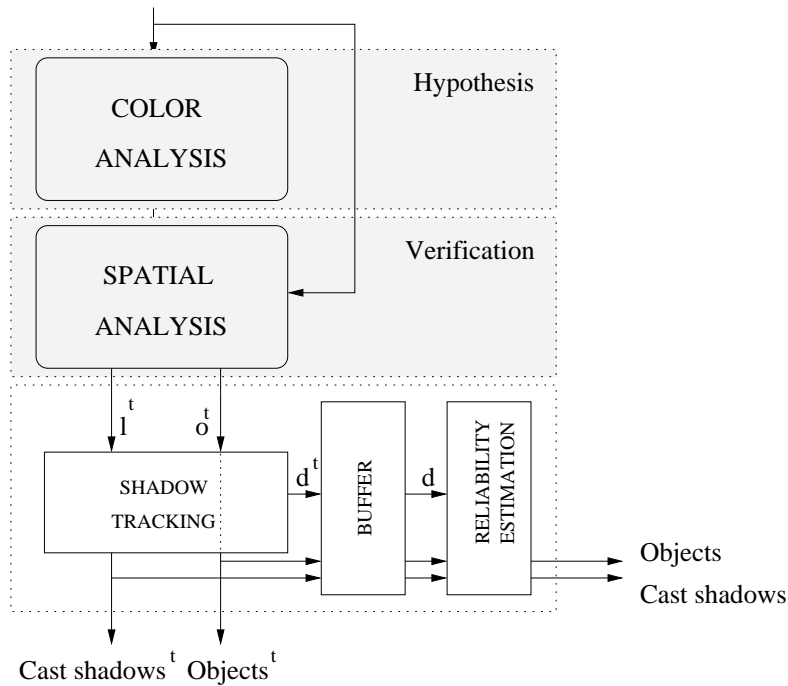 Hypothesis
COLOR
ANALYSIS
Verification
SPATIAL
ANALYSIS
l^t
o^t
SHADOW
TRACKING
d^t
BUFFER
d
RELIABILITY
ESTIMATION
Objects
Cast shadows
Cast shadows^t
Objects^t